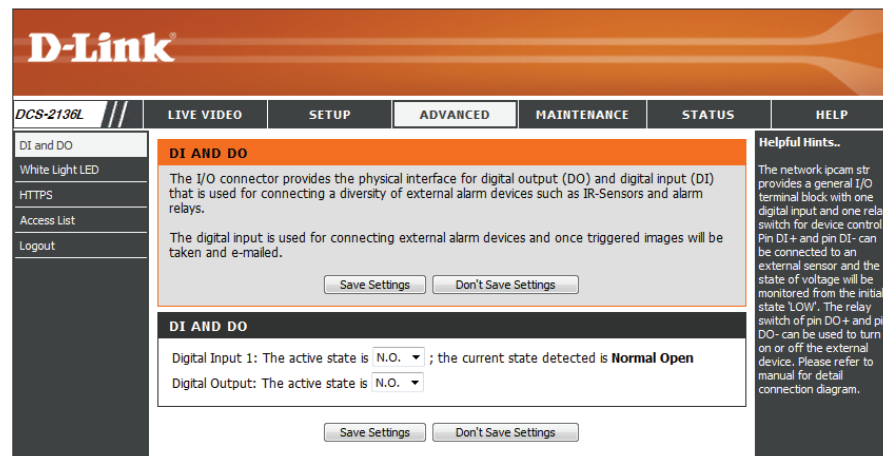 D-Link®
DCS-2136L
LIVE VIDEO
SETUP
ADVANCED
MAINTENANCE
STATUS
HELP
DI and DO
White Light LED
HTTPS
Access List
Logout
DI AND DO
The I/O connector provides the physical interface for digital output (DO) and digital input (DI)
that is used for connecting a diversity of external alarm devices such as IR-Sensors and alarm
relays.
The digital input is used for connecting external alarm devices and once triggered images will be
taken and e-mailed.
Save Settings
Don't Save Settings
DI AND DO
Digital Input 1: The active state is N.O. ; the current state detected is Normal Open
Digital Output: The active state is N.O.
Save Settings
Don't Save Settings
Helpful Hints..
The network ipcam str
provides a general I/O
terminal block with one
digital input and one rela
switch for device control.
Pin DI+ and pin DI- can
be connected to an
external sensor and the
state of voltage will be
monitored from the initial
state 'LOW'. The relay
switch of pin DO+ and pi
DO- can be used to turn
on or off the external
device. Please refer to
manual for detail
connection diagram.